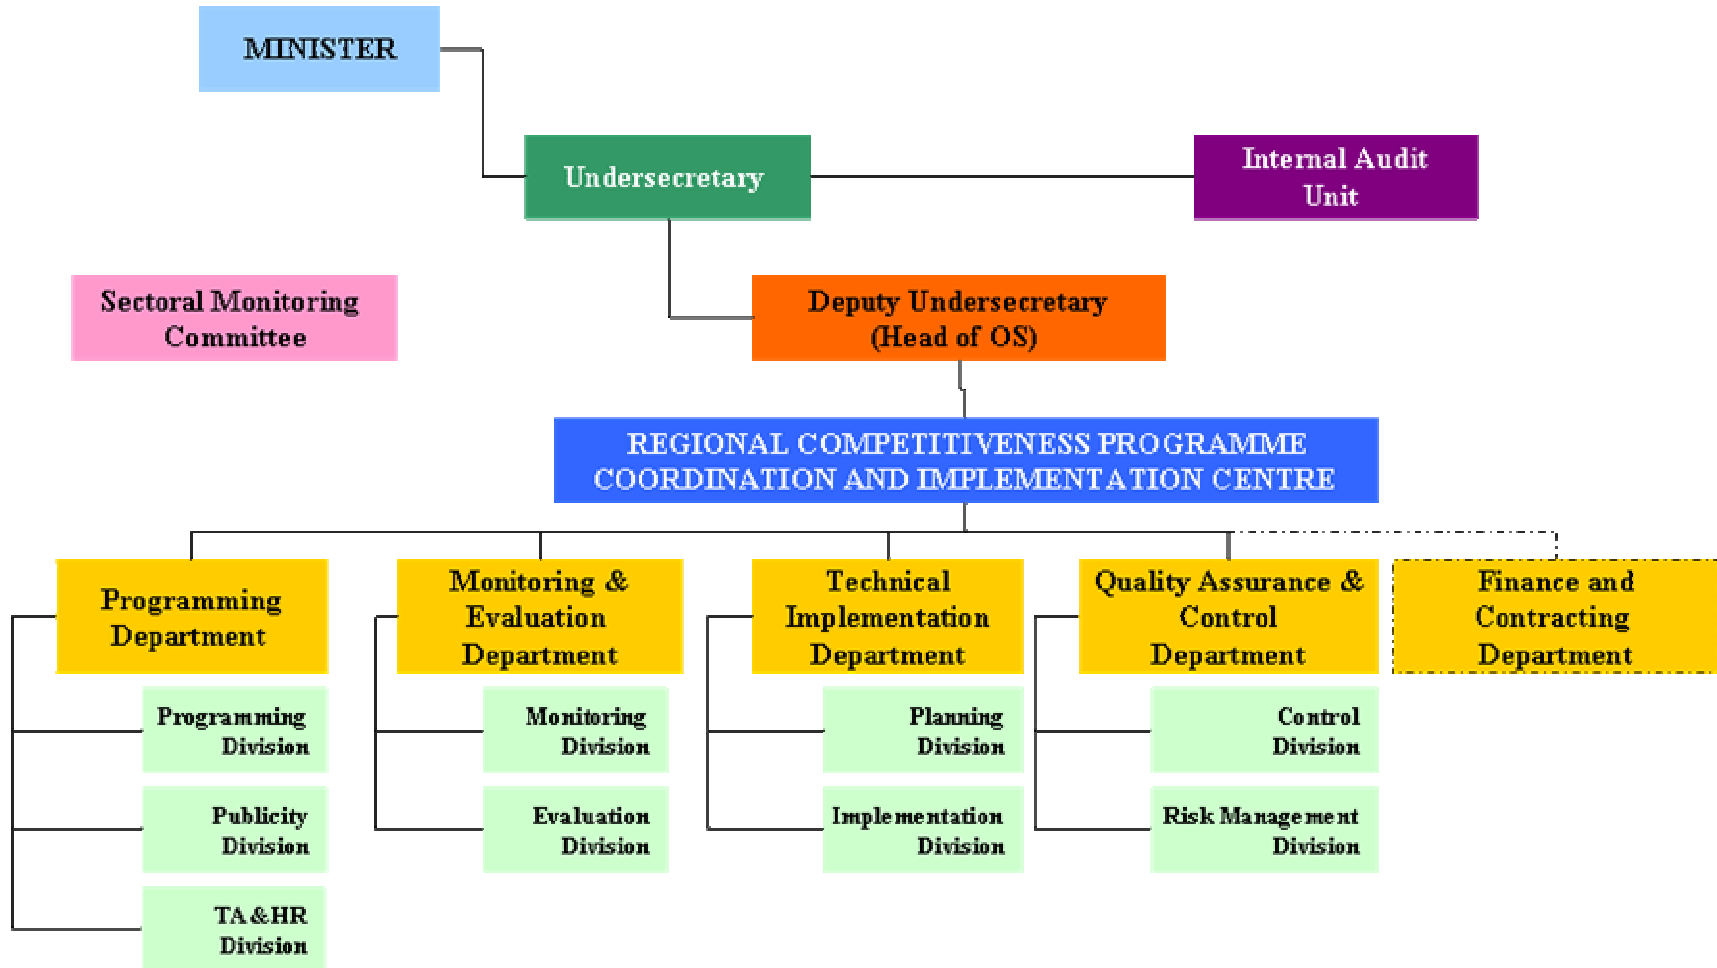 MINISTER
Undersecretary
Internal Audit
Unit
Sectoral Monitoring
Committee
Deputy Undersecretary
(Head of OS)
REGIONAL COMPETITIVENESS PROGRAMME
COORDINATION AND IMPLEMENTATION CENTRE
Programming
Department
Monitoring &
Evaluation
Department
Technical
Implementation
Department
Quality Assurance &
Control
Department
Finance and
Contracting
Department
Programming
Division
Monitoring
Division
Planning
Division
Control
Division
Publicity
Division
Evaluation
Division
Implementation
Division
Risk Management
Division
TA&HR
Division